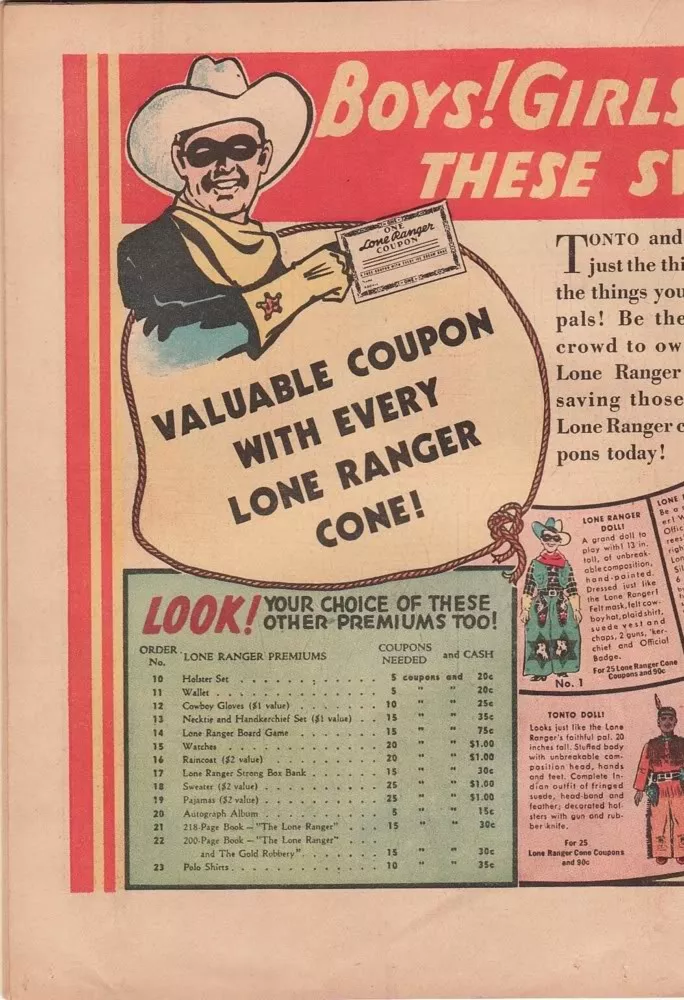 BOYS! GIRLS
THESE
ONE
Lone Ranger
COUPON
VALUABLE COUPON
WITH EVERY
LONE RANGER
CONE!
TONTO and
just the thi
the things you
pals! Be the
crowd to ow
Lone Ranger
saving those
Lone Ranger c
pons today!
LONE RANGER
DOLL!
A grand doll to
play with! 13 in.
tall, of unbreak-
able composition,
hand-painted.
Dressed just like
the Lone Ranger!
Felt mask, felt cow-
boy hat, plaid shirt,
suede vest and
chaps, 2 guns, 'ker-
chief and Official
Badge.
For 25 Lone Ranger Cone
Coupons and 90c
No. 1
LONE
Be a
TONTO DOLL!
Looks just like the Lone
Ranger's faithful pal. 20
inches tall. Stuffed body
with unbreakable com-
position head, hands
and feet. Complete In-
dian outfit of fringed
suede, head-band and
feather; decorated hol-
sters with gun and rub-
ber knife.
For 25
Lone Ranger Cone Coupons
and 90c
LOOK! YOUR CHOICE OF THESE
OTHER PREMIUMS TOO!
ORDER No. LONE RANGER PREMIUMS COUPONS NEEDED and CASH
10 Holster Set 5 coupons and 20c
11 Wallet 5 " " 20c
12 Cowboy Gloves ($1 value) 10 " " 25c
13 Necktie and Handkerchief Set ($1 value) 15 " " 35c
14 Lone Ranger Board Game 15 " " 75c
15 Watches 20 " " $1.00
16 Raincoat ($2 value) 20 " " $1.00
17 Lone Ranger Strong Box Bank 15 " " 30c
18 Sweater ($2 value) 25 " " $1.00
19 Pajamas ($2 value) 25 " " $1.00
20 Autograph Album 5 " " 15c
21 218-Page Book — "The Lone Ranger" 15 " " 30c
22 200-Page Book — "The Lone Ranger"
and The Gold Robbery" 15 " " 30c
23 Polo Shirts 10 " " 35c